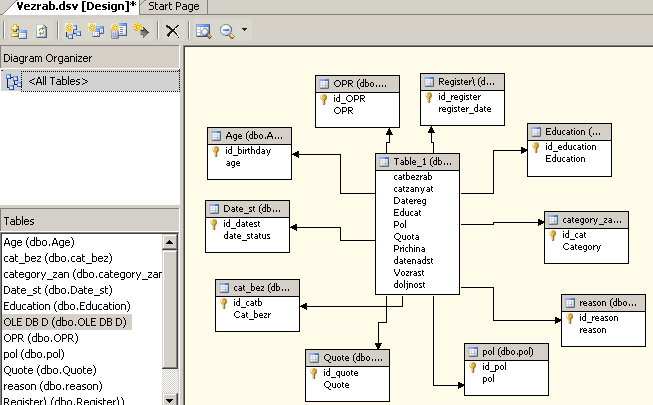 Vezrab.dsv [Design]*
Start Page
Diagram Organizer
<All Tables>
Tables
Age (dbo.Age)
cat_bez (dbo.cat_bez)
category_zan (dbo.category_zar
Date_st (dbo.Date_st)
Education (dbo.Education)
OLE DB D (dbo.OLE DB D)
OPR (dbo.OPR)
pol (dbo.pol)
Quote (dbo.Quote)
reason (dbo.reason)
Register\ (dbo.Register\)
OPR (dbo....
id_OPR
OPR
Register\ (d...
id_register
register_date
Age (dbo.A...
id_birthday
age
Education (...
id_education
Education
Table_1 (db...
catbezrab
catzanyat
Datereg
Educat
Pol
Quota
Prichina
datenadst
Vozrast
doljnost
Date_st (db...
id_datest
date_status
category_za...
id_cat
Category
cat_bez (db...
id_catb
Cat_bezr
reason (dbo...
id_reason
reason
Quote (dbo....
id_quote
Quote
pol (dbo.pol)
id_pol
pol